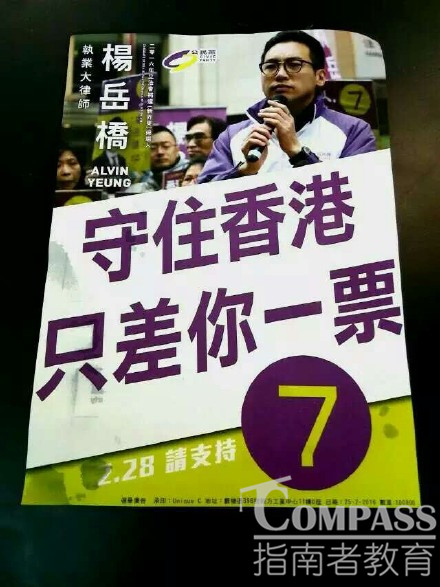 楊岳橋
執業大律師
ALVIN
YEUNG
公民黨
CIVIC
PARTY
7
守住香港
只差你一票
7
2.28 請支持
COMPASS
指南者教育